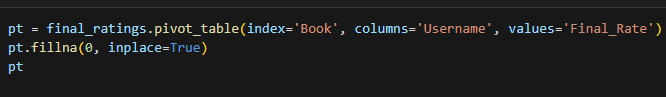 pt = final_ratings.pivot_table(index='Book', columns='Username', values='Final_Rate')
pt.fillna(0, inplace=True)
pt